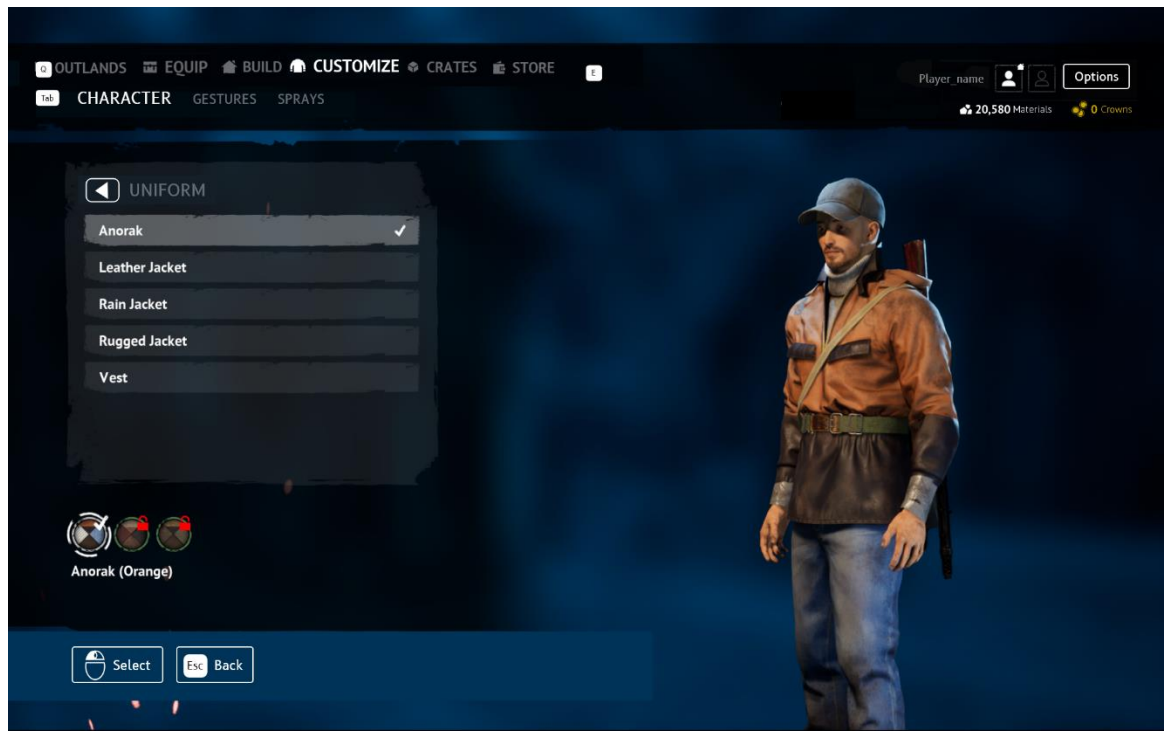 Q OUTLANDS EQUIP BUILD CUSTOMIZE CRATES STORE E
Player_name Options
Tab CHARACTER GESTURES SPRAYS
20,580 Materials 0 Crowns
UNIFORM
Anorak
Leather Jacket
Rain Jacket
Rugged Jacket
Vest
Anorak (Orange)
Select Esc Back